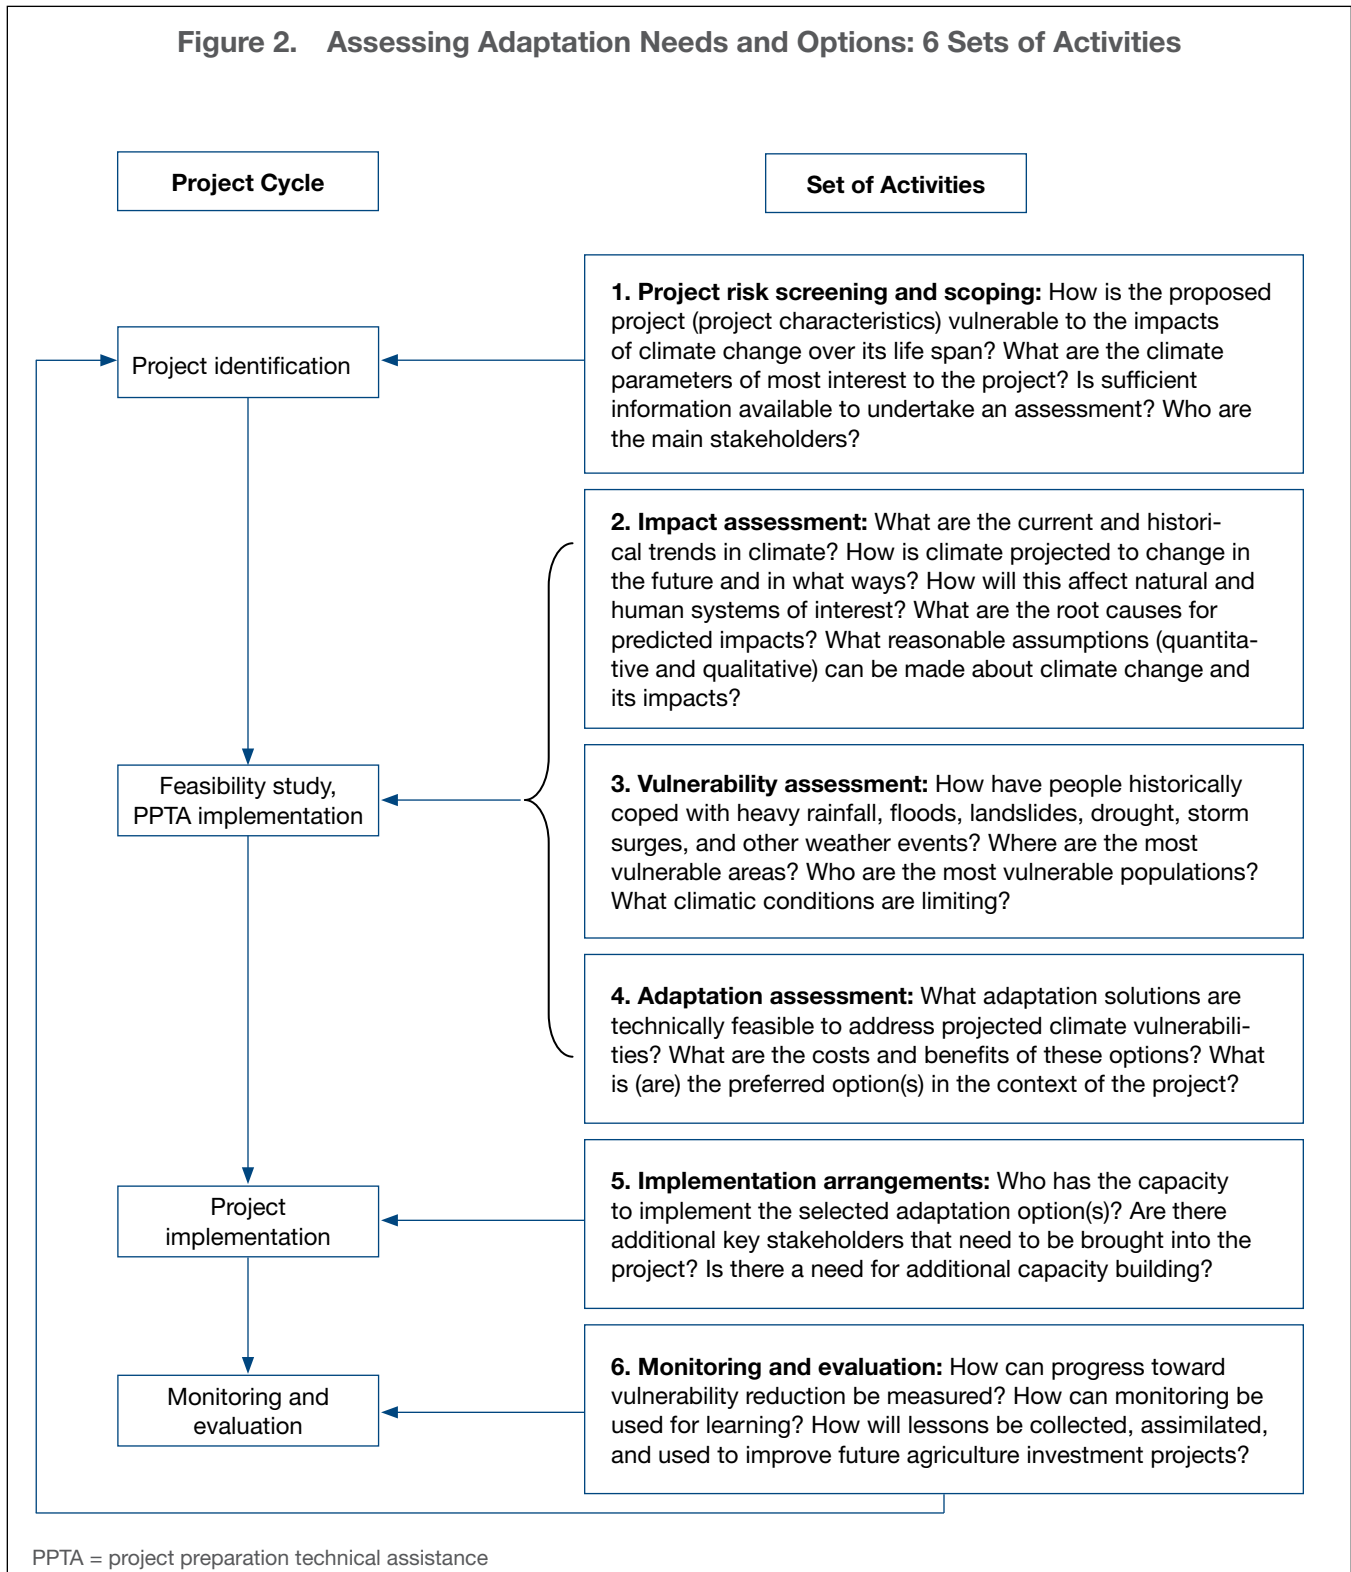 Figure 2. Assessing Adaptation Needs and Options: 6 Sets of Activities
Project Cycle
Set of Activities
Project identification
1. Project risk screening and scoping: How is the proposed
project (project characteristics) vulnerable to the impacts
of climate change over its life span? What are the climate
parameters of most interest to the project? Is sufficient
information available to undertake an assessment? Who are
the main stakeholders?
Feasibility study,
PPTA implementation
2. Impact assessment: What are the current and histori-
cal trends in climate? How is climate projected to change in
the future and in what ways? How will this affect natural and
human systems of interest? What are the root causes for
predicted impacts? What reasonable assumptions (quantita-
tive and qualitative) can be made about climate change and
its impacts?
3. Vulnerability assessment: How have people historically
coped with heavy rainfall, floods, landslides, drought, storm
surges, and other weather events? Where are the most
vulnerable areas? Who are the most vulnerable populations?
What climatic conditions are limiting?
4. Adaptation assessment: What adaptation solutions are
technically feasible to address projected climate vulnerabili-
ties? What are the costs and benefits of these options? What
is (are) the preferred option(s) in the context of the project?
Project
implementation
5. Implementation arrangements: Who has the capacity
to implement the selected adaptation option(s)? Are there
additional key stakeholders that need to be brought into the
project? Is there a need for additional capacity building?
Monitoring and
evaluation
6. Monitoring and evaluation: How can progress toward
vulnerability reduction be measured? How can monitoring be
used for learning? How will lessons be collected, assimilated,
and used to improve future agriculture investment projects?
PPTA = project preparation technical assistance